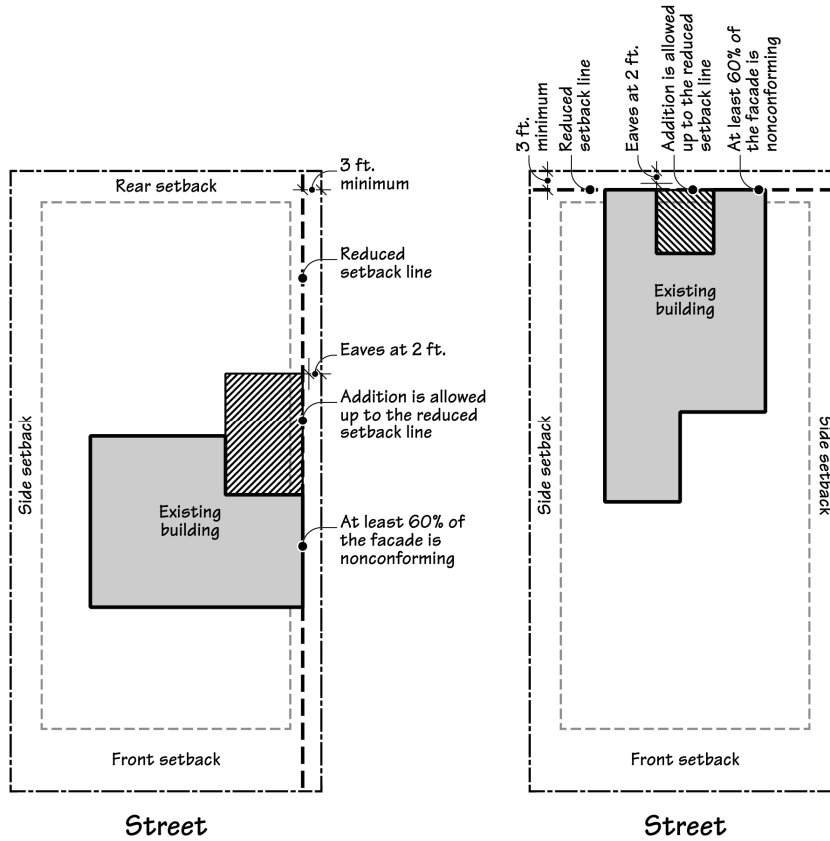 Rear setback
3 ft.
minimum
Reduced
setback line
Eaves at 2 ft.
Addition is allowed
up to the reduced
setback line
Side setback
Existing
building
At least 60% of
the facade is
nonconforming
Front setback
Street
3 ft.
minimum
Reduced
setback line
Eaves at 2 ft.
Addition is allowed
up to the reduced
setback line
At least 60% of
the facade is
nonconforming
Existing
building
Side setback
Side setback
Front setback
Street